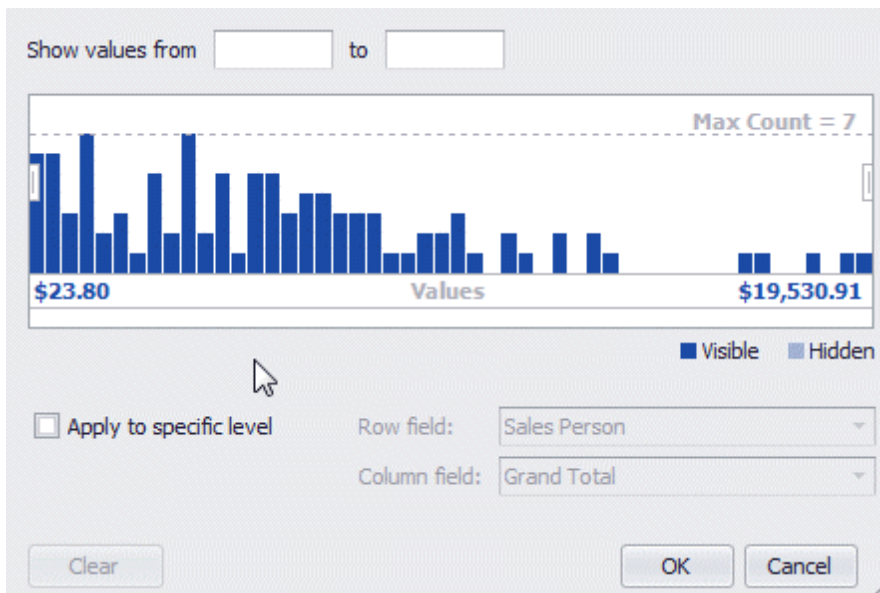 Show values from to
Max Count = 7
$23.80 Values $19,530.91
Visible Hidden
Apply to specific level Row field: Sales Person
Column field: Grand Total
Clear OK Cancel